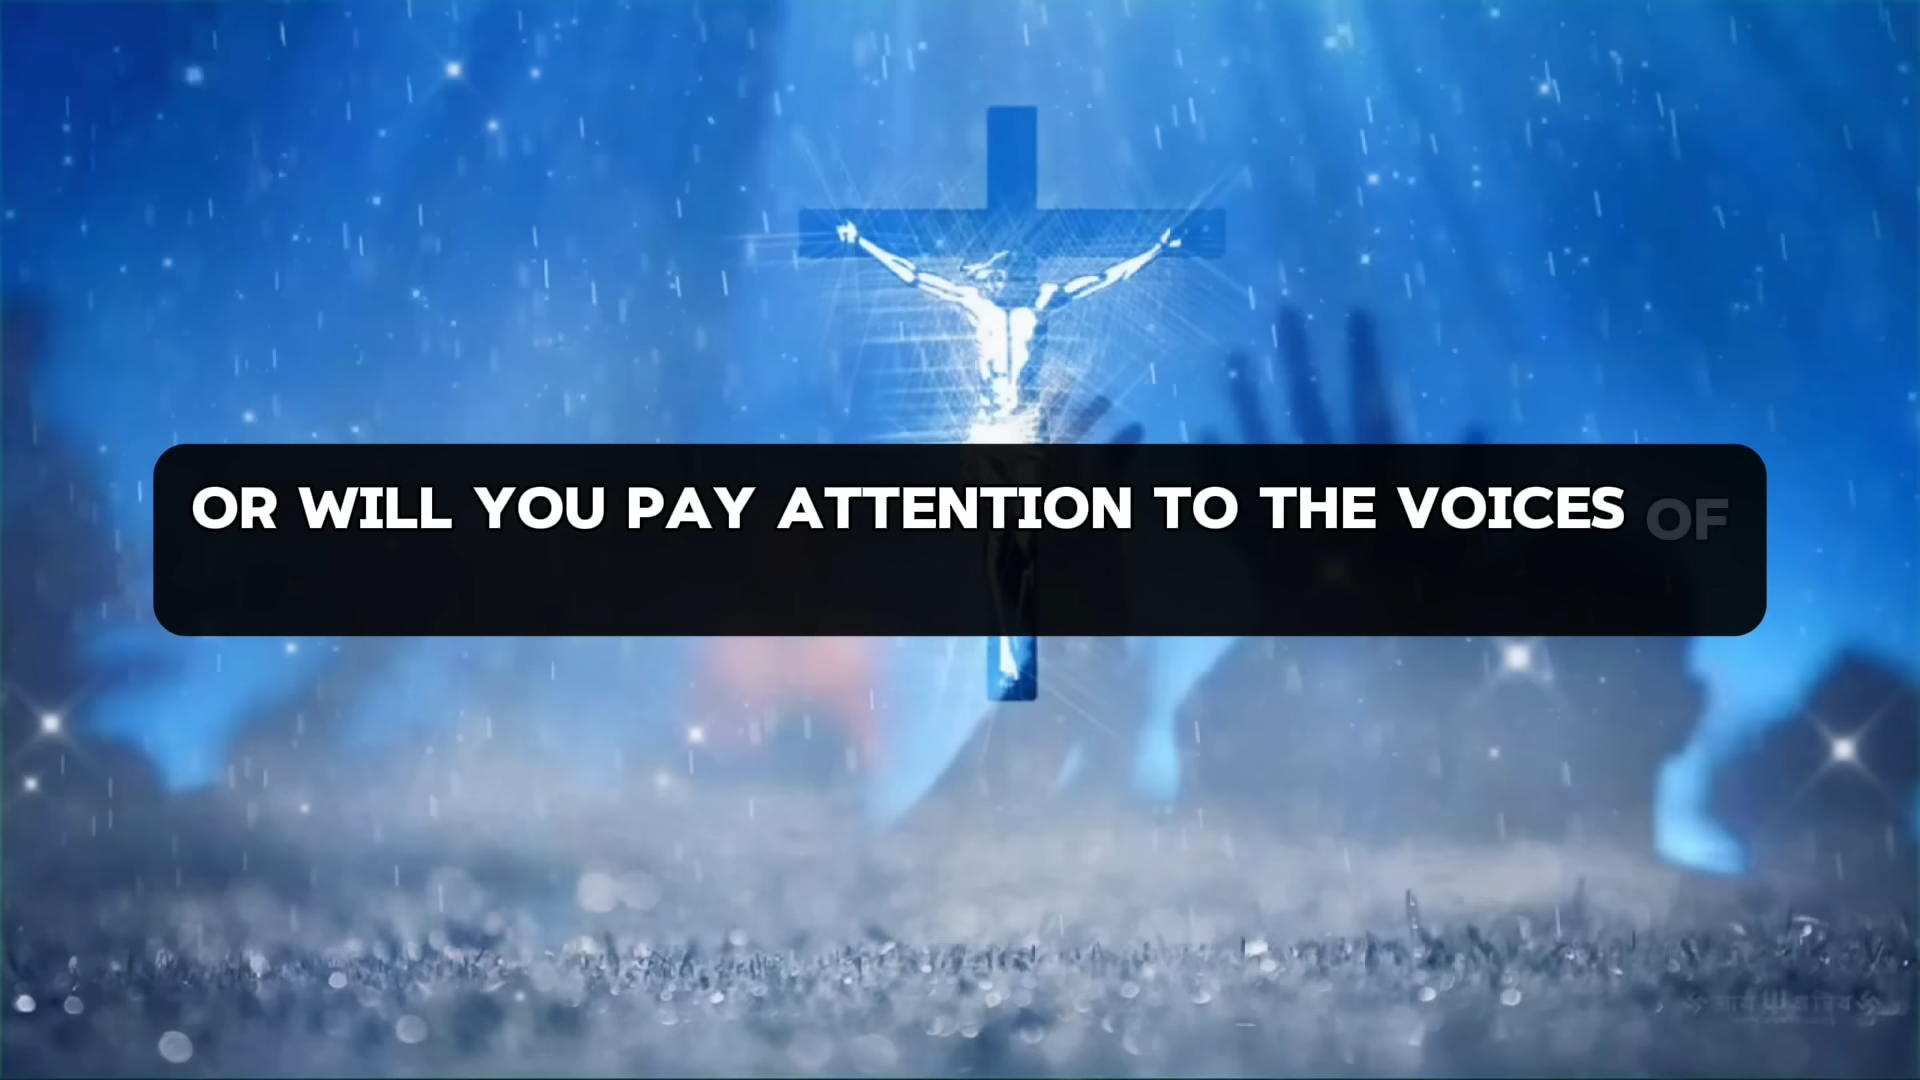 OR WILL YOU PAY ATTENTION TO THE VOICES OF